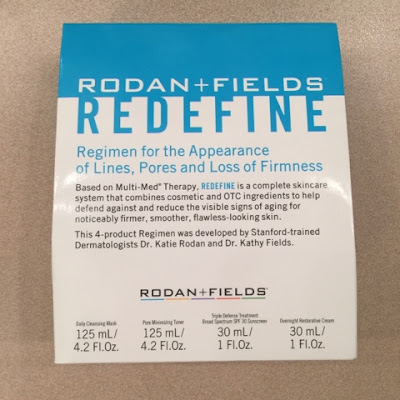 RODAN+FIELDS®
REDEFINE
Regimen for the Appearance
of Lines, Pores and Loss of Firmness
Based on Multi-Med® Therapy, REDEFINE is a complete skincare
system that combines cosmetic and OTC ingredients to help
defend against and reduce the visible signs of aging for
noticeably firmer, smoother, flawless-looking skin.
This 4-product Regimen was developed by Stanford-trained
Dermatologists Dr. Katie Rodan and Dr. Kathy Fields.
RODAN+FIELDS®
Daily Cleansing Mask
125 mL/
4.2 Fl.Oz.
Pore Minimizing Toner
125 mL/
4.2 Fl.Oz.
Triple Defense Treatment
Broad Spectrum SPF 30 Sunscreen
30 mL/
1 Fl.Oz.
Overnight Restorative Cream
30 mL/
1 Fl.Oz.